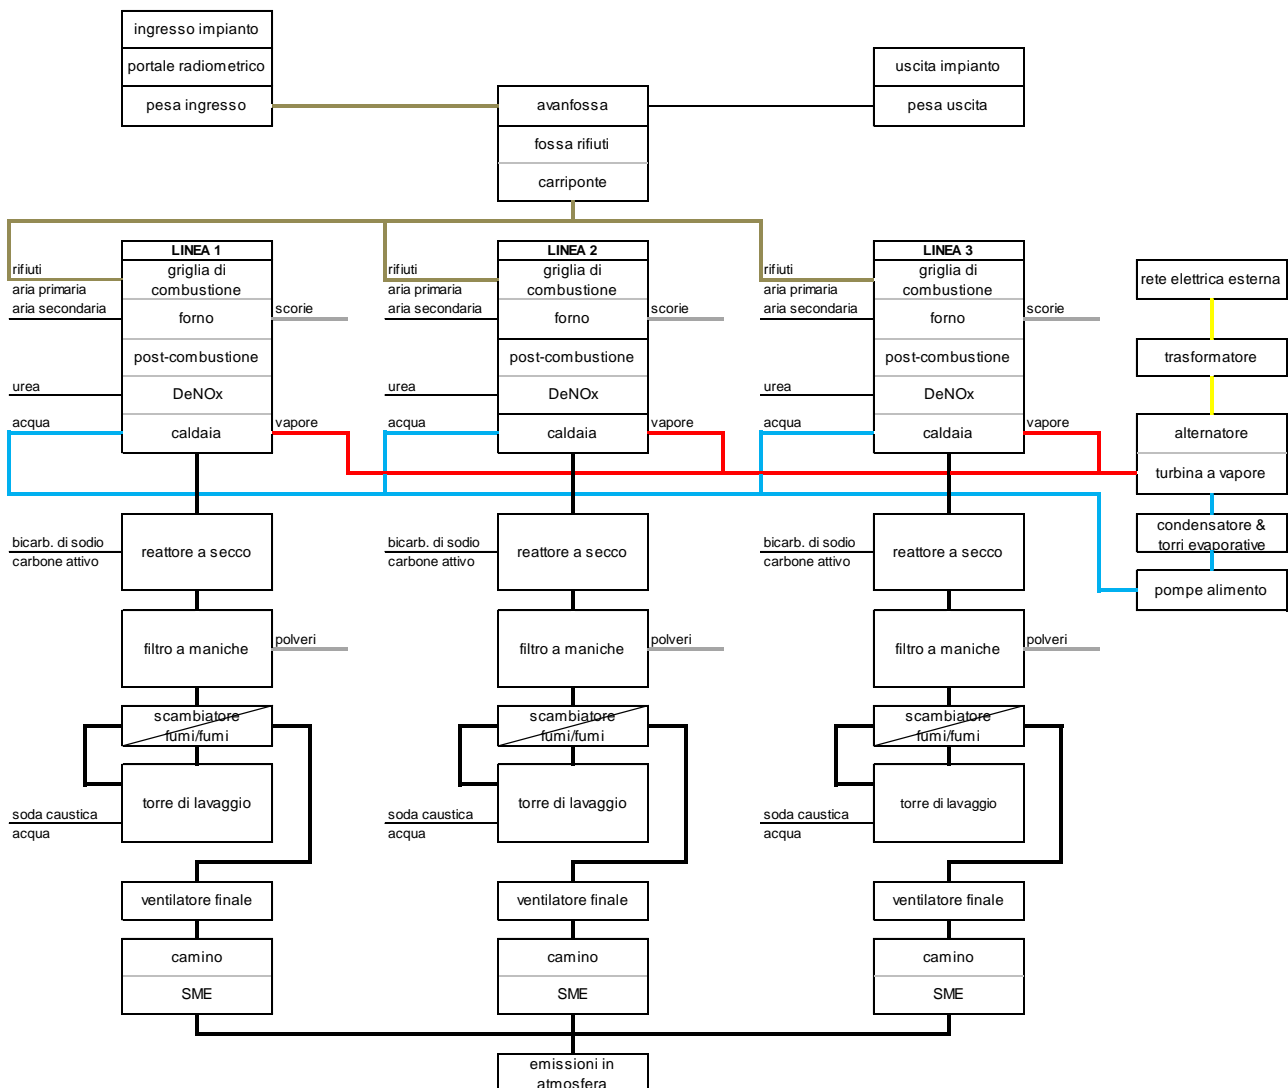 ingresso impianto
portale radiometrico
pesa ingresso
uscita impianto
pesa uscita
avanfossa
fossa rifiuti
carriponte
LINEA 1
griglia di
combustione
forno
post-combustione
DeNOx
caldaia
rifiuti
aria primaria
aria secondaria
urea
acqua
scorie
vapore
LINEA 2
griglia di
combustione
forno
post-combustione
DeNOx
caldaia
rifiuti
aria primaria
aria secondaria
urea
acqua
scorie
vapore
LINEA 3
griglia di
combustione
forno
post-combustione
DeNOx
caldaia
rifiuti
aria primaria
aria secondaria
urea
acqua
scorie
vapore
rete elettrica esterna
trasformatore
alternatore
turbina a vapore
condensatore &
torri evaporative
pompe alimento
bicarb. di sodio
carbone attivo
reattore a secco
filtro a maniche
polveri
scambiatore
fumi/fumi
torre di lavaggio
soda caustica
acqua
ventilatore finale
camino
SME
bicarb. di sodio
carbone attivo
reattore a secco
filtro a maniche
polveri
scambiatore
fumi/fumi
torre di lavaggio
soda caustica
acqua
ventilatore finale
camino
SME
bicarb. di sodio
carbone attivo
reattore a secco
filtro a maniche
polveri
scambiatore
fumi/fumi
torre di lavaggio
soda caustica
acqua
ventilatore finale
camino
SME
emissioni in
atmosfera